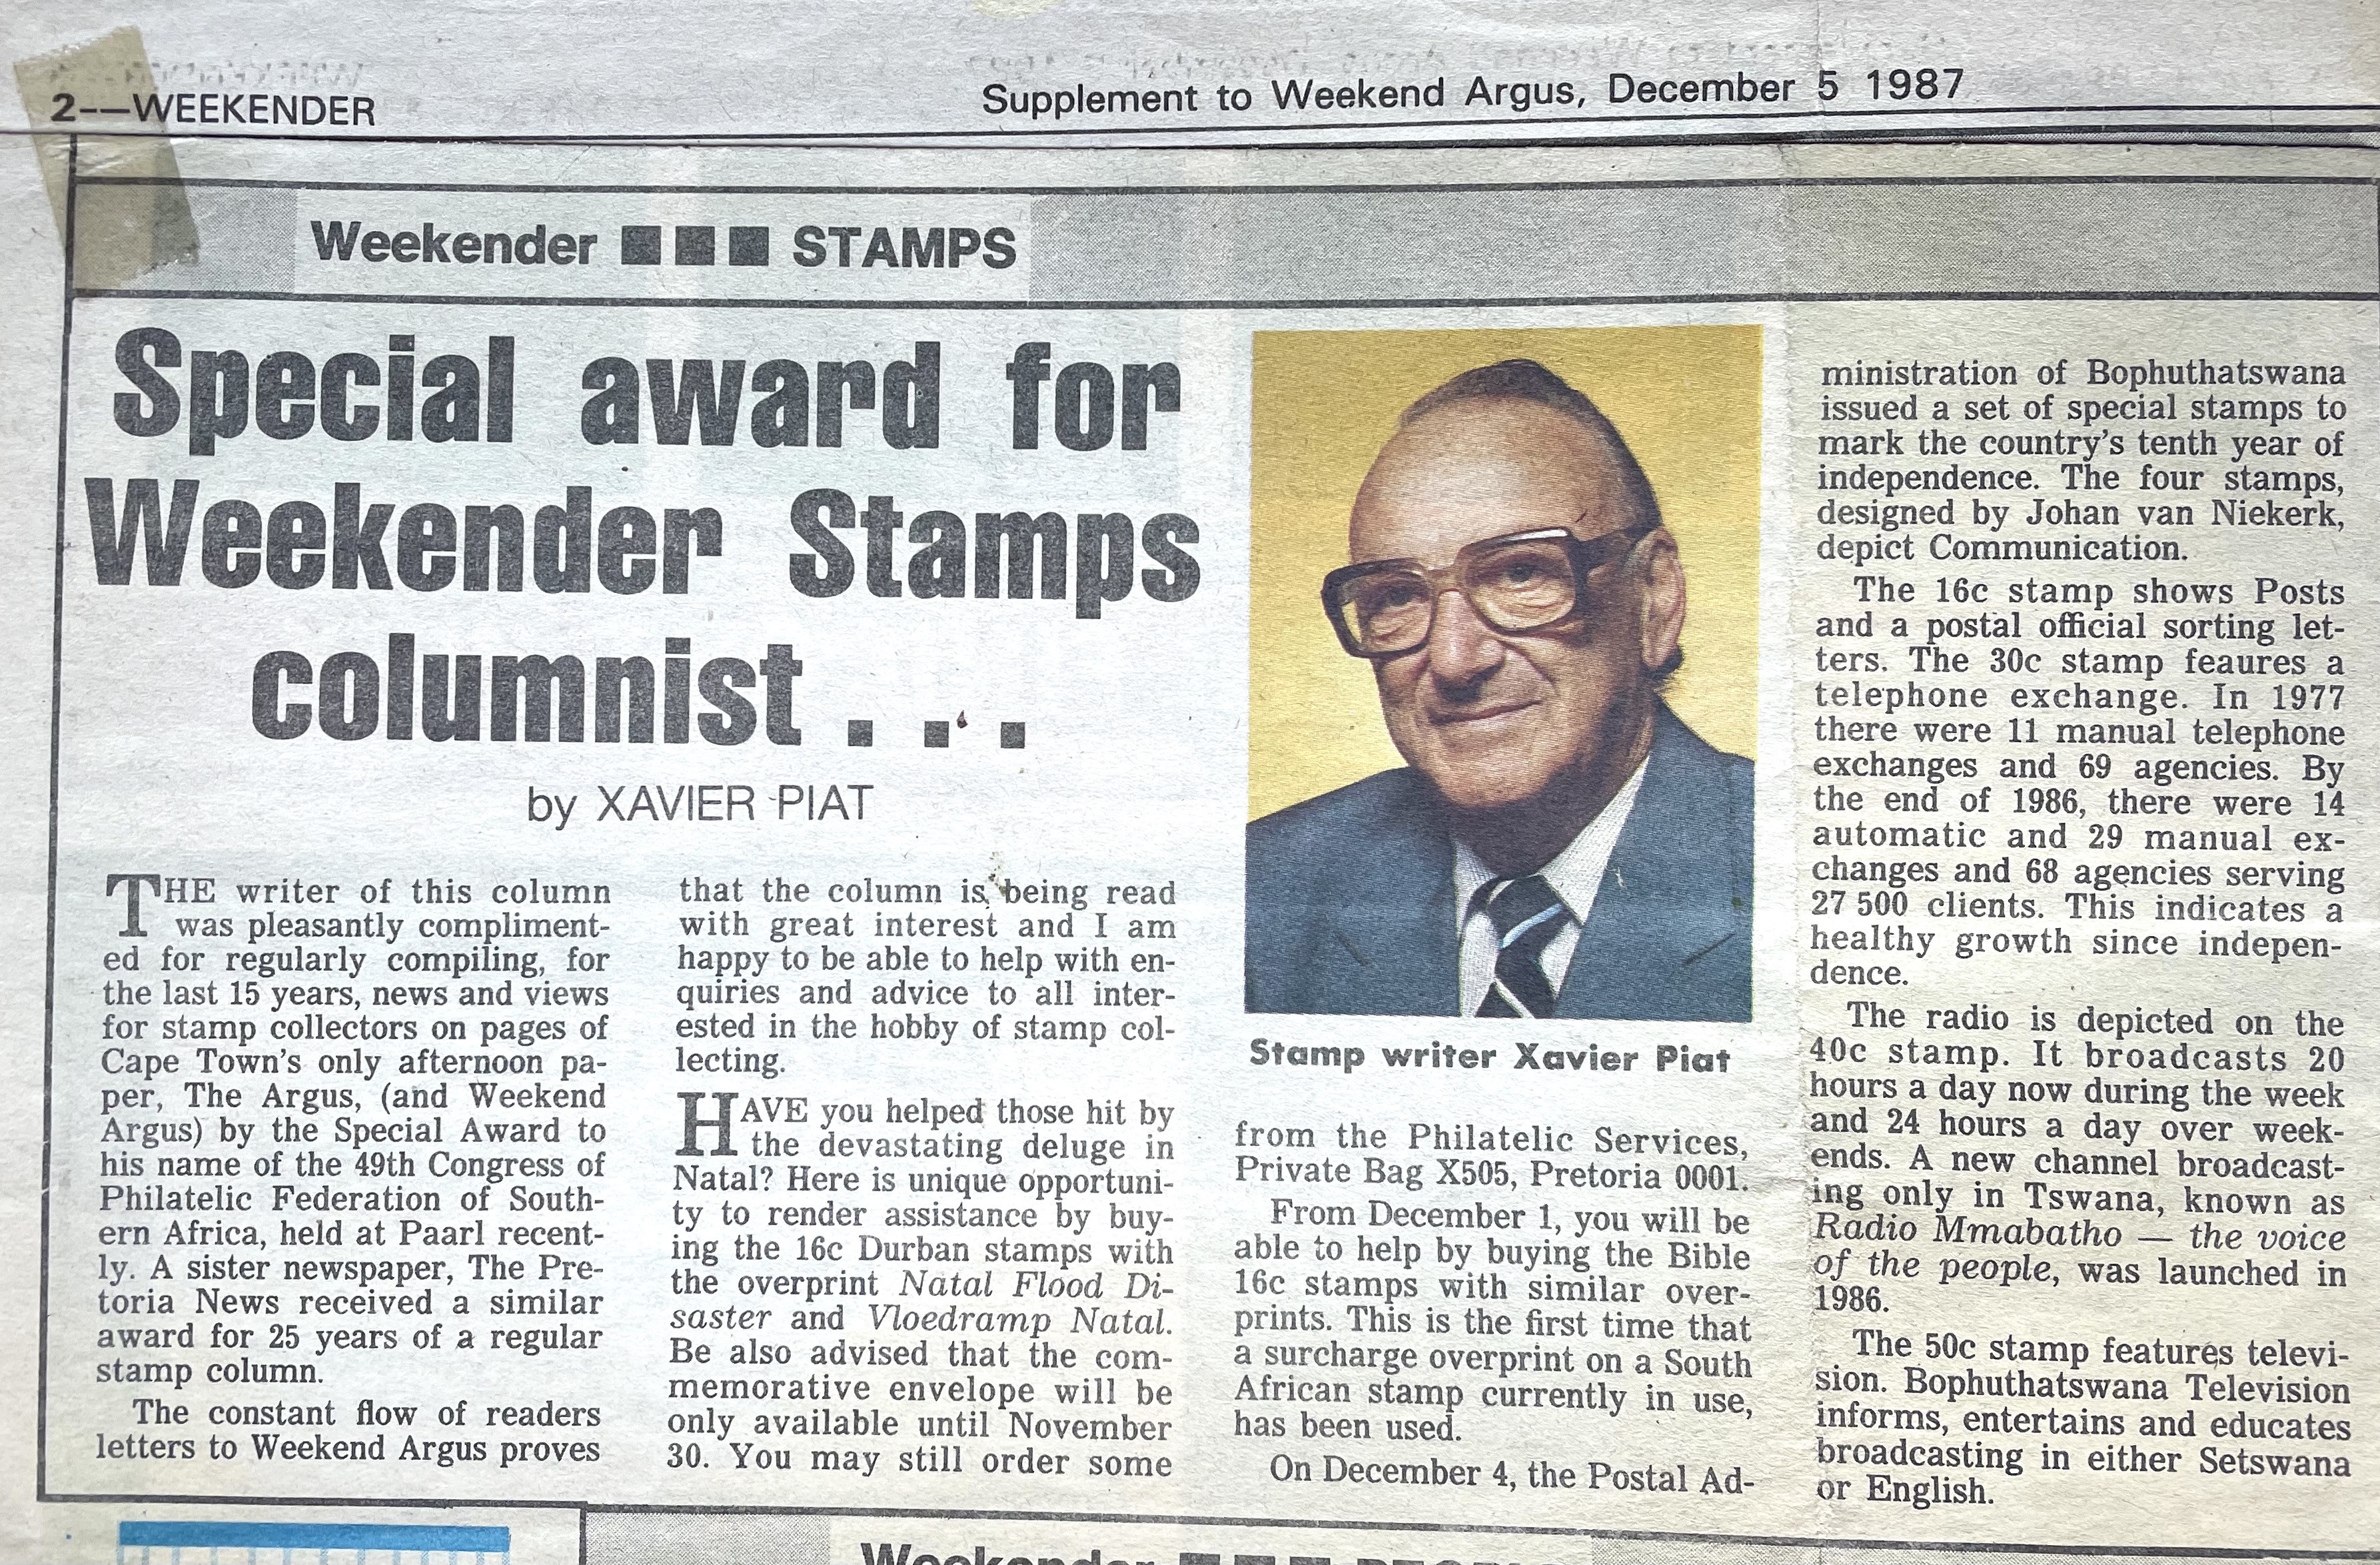 2--WEEKENDER
Supplement to Weekend Argus, December 5 1987
Weekender ■ ■ ■ STAMPS
Special award for
Weekender Stamps
columnist . . .
by XAVIER PIAT
THE writer of this column
was pleasantly compliment-
ed for regularly compiling, for
the last 15 years, news and views
for stamp collectors on pages of
Cape Town's only afternoon pa-
per, The Argus, (and Weekend
Argus) by the Special Award to
his name of the 49th Congress of
Philatelic Federation of South-
ern Africa, held at Paarl recent-
ly. A sister newspaper, The Pre-
toria News received a similar
award for 25 years of a regular
stamp column.
The constant flow of readers
letters to Weekend Argus proves
that the column is being read
with great interest and I am
happy to be able to help with en-
quiries and advice to all inter-
ested in the hobby of stamp col-
lecting.
HAVE you helped those hit by
the devastating deluge in
Natal? Here is unique opportuni-
ty to render assistance by buy-
ing the 16c Durban stamps with
the overprint Natal Flood Di-
saster and Vloedramp Natal.
Be also advised that the com-
memorative envelope will be
only available until November
30. You may still order some
Stamp writer Xavier Piat
from the Philatelic Services,
Private Bag X505, Pretoria 0001.
From December 1, you will be
able to help by buying the Bible
16c stamps with similar over-
prints. This is the first time that
a surcharge overprint on a South
African stamp currently in use,
has been used.
On December 4, the Postal Ad-
ministration of Bophuthatswana
issued a set of special stamps to
mark the country's tenth year of
independence. The four stamps,
designed by Johan van Niekerk,
depict Communication.
The 16c stamp shows Posts
and a postal official sorting let-
ters. The 30c stamp feaures a
telephone exchange. In 1977
there were 11 manual telephone
exchanges and 69 agencies. By
the end of 1986, there were 14
automatic and 29 manual ex-
changes and 68 agencies serving
27 500 clients. This indicates a
healthy growth since indepen-
dence.
The radio is depicted on the
40c stamp. It broadcasts 20
hours a day now during the week
and 24 hours a day over week-
ends. A new channel broadcast-
ing only in Tswana, known as
Radio Mmabatho — the voice
of the people, was launched in
1986.
The 50c stamp features televi-
sion. Bophuthatswana Television
informs, entertains and educates
broadcasting in either Setswana
or English.
Weekender